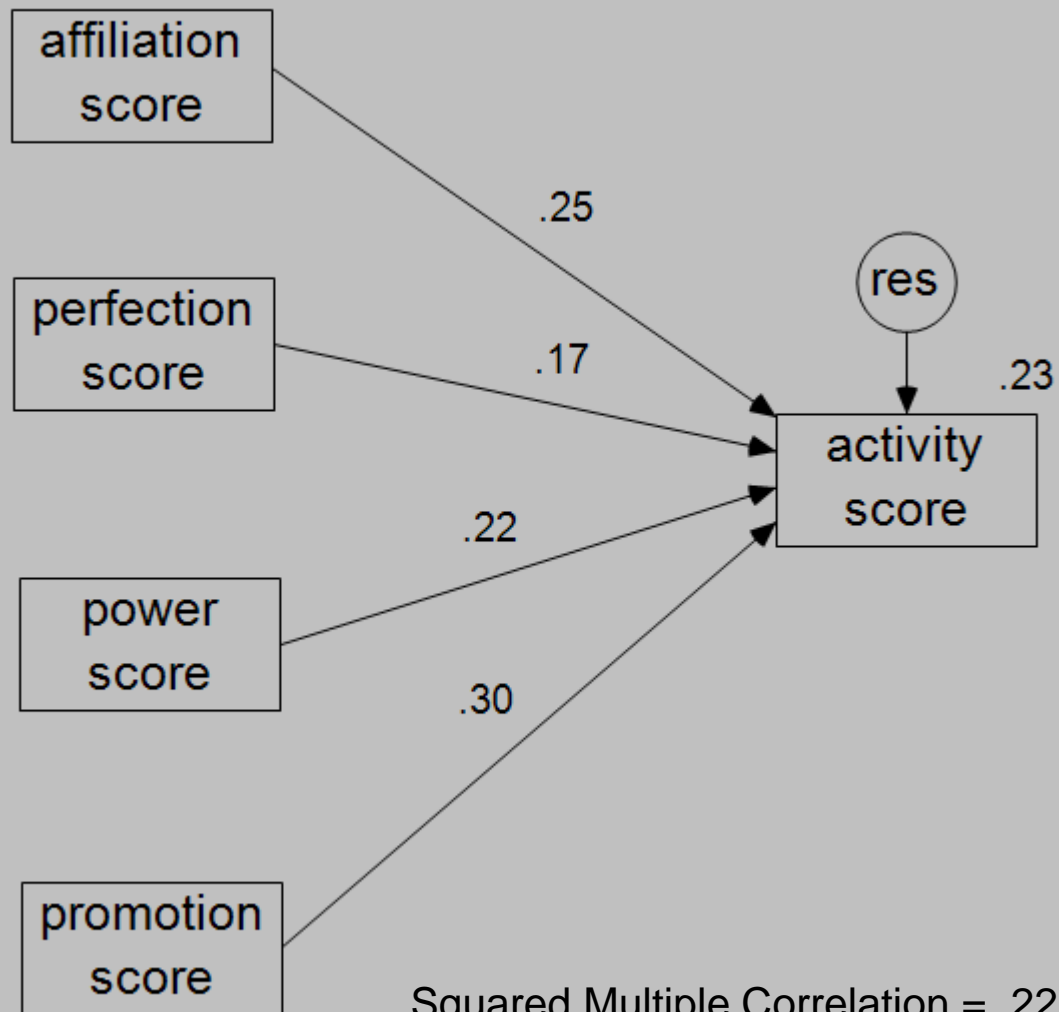 affiliation
score
.25
res
perfection
score
.17
.23
activity
score
.22
power
score
.30
promotion
score
Squared Multiple Correlation = .22